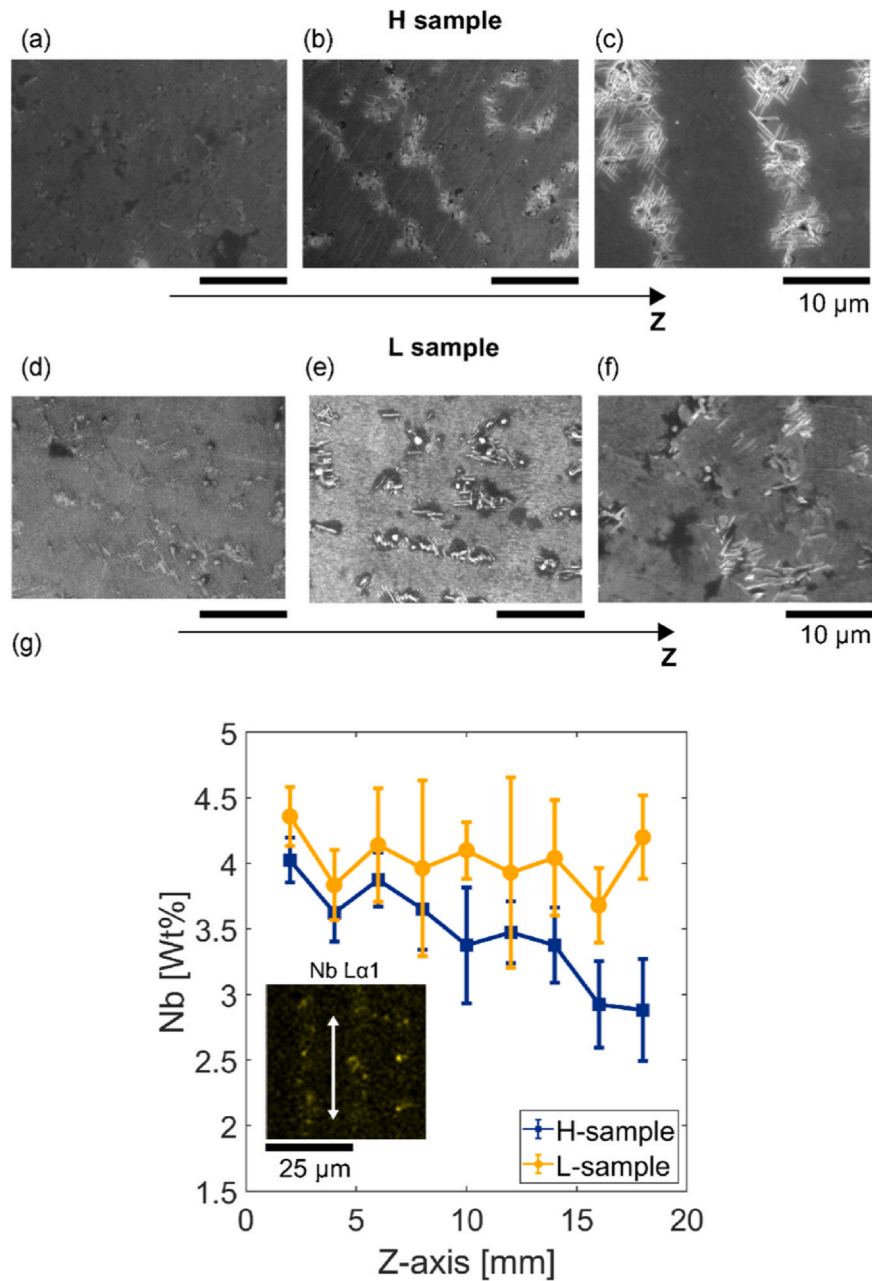 H sample
(a)
(b)
(c)
10 µm
Z
L sample
(d)
(e)
(f)
10 µm
Z
(g)
5
4.5
4
3.5
3
2.5
2
1.5
Nb [Wt%]
Nb Lα1
25 µm
H-sample
L-sample
0
5
10
15
20
Z-axis [mm]